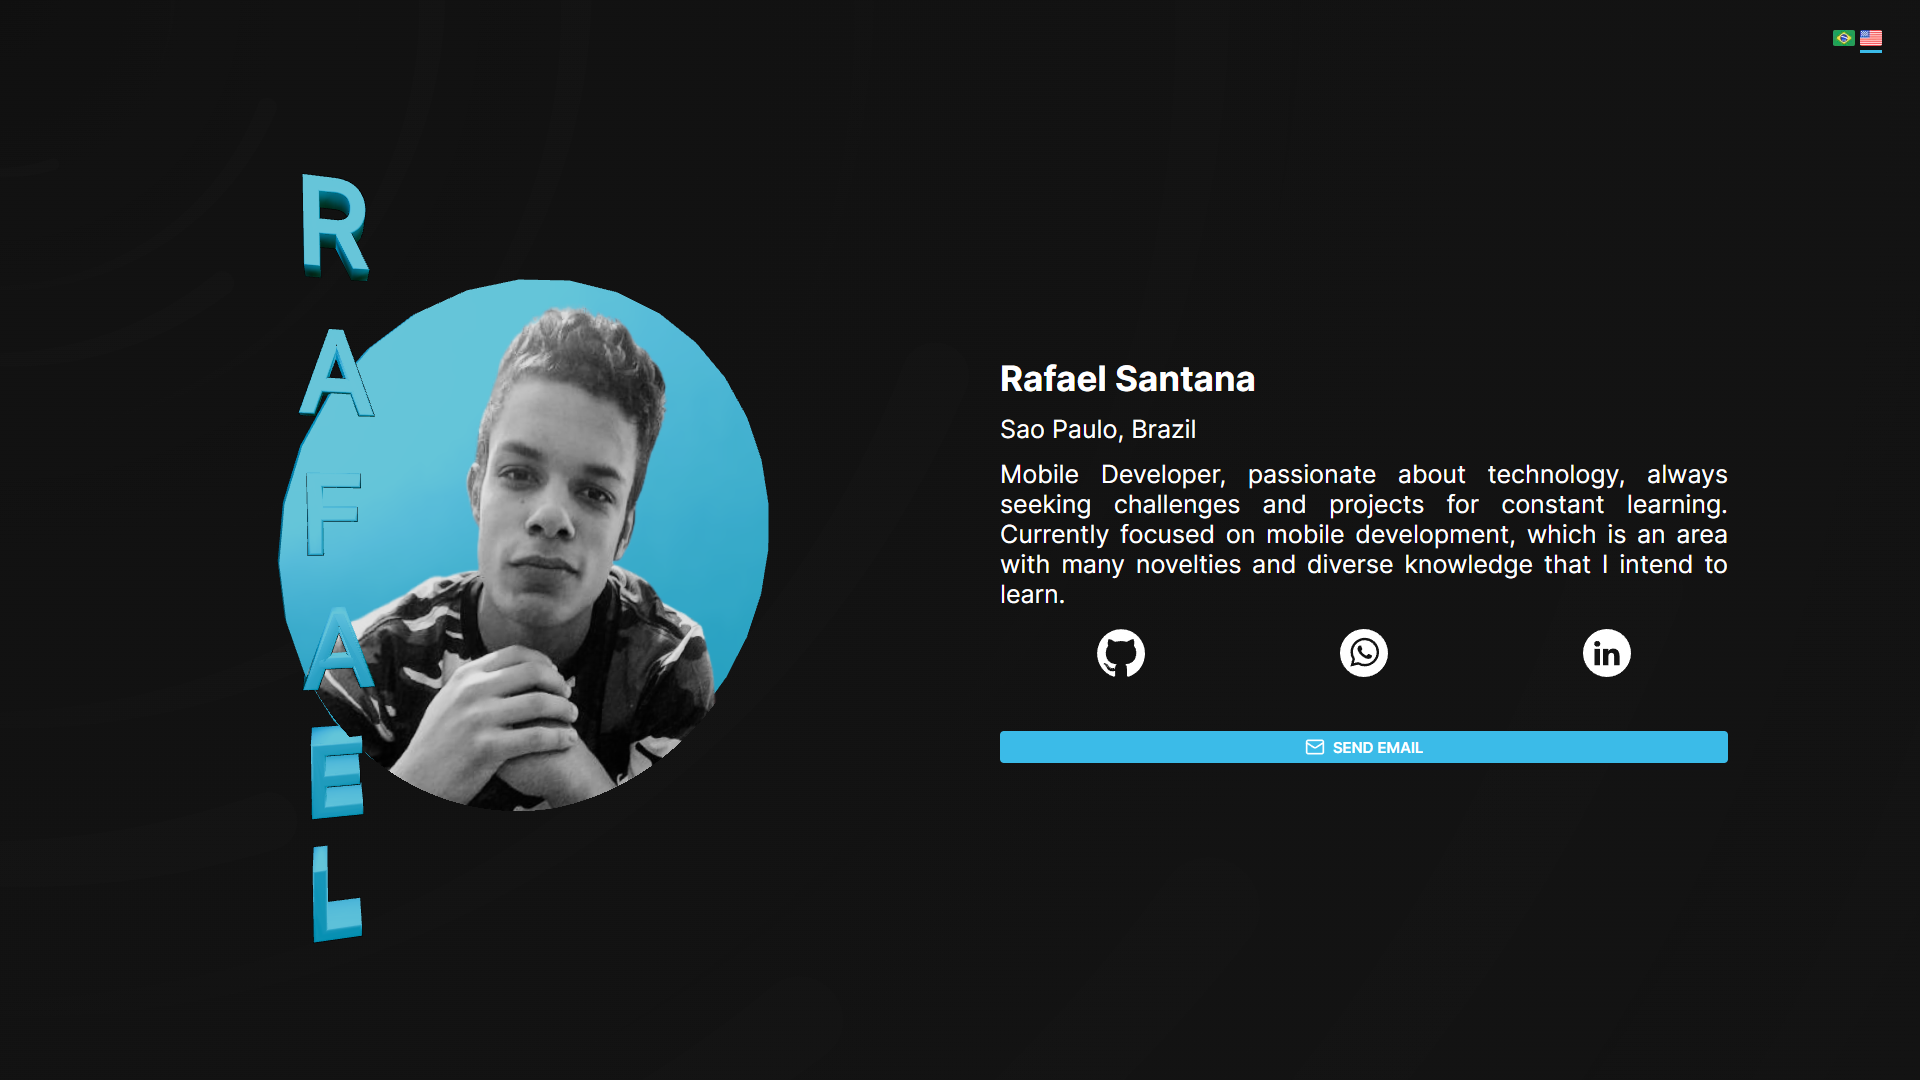 R
A
F
A
E
L
Rafael Santana
Sao Paulo, Brazil
Mobile Developer, passionate about technology, always
seeking challenges and projects for constant learning.
Currently focused on mobile development, which is an area
with many novelties and diverse knowledge that I intend to
learn.
in
SEND EMAIL